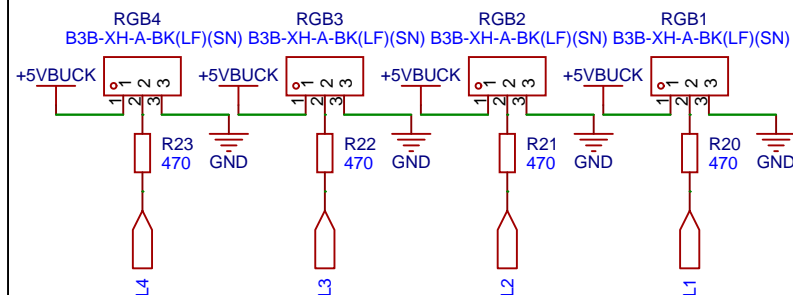 RGB4 RGB3 RGB2 RGB1
B3B-XH-A-BK(LF)(SN) B3B-XH-A-BK(LF)(SN) B3B-XH-A-BK(LF)(SN) B3B-XH-A-BK(LF)(SN)
+5VBUCK 1 2 3 +5VBUCK 1 2 3 +5VBUCK 1 2 3 +5VBUCK 1 2 3
1 2 3 1 2 3 1 2 3 1 2 3
R23 R22 R21 R20
470 GND 470 GND 470 GND 470 GND
L4 L3 L2 L1